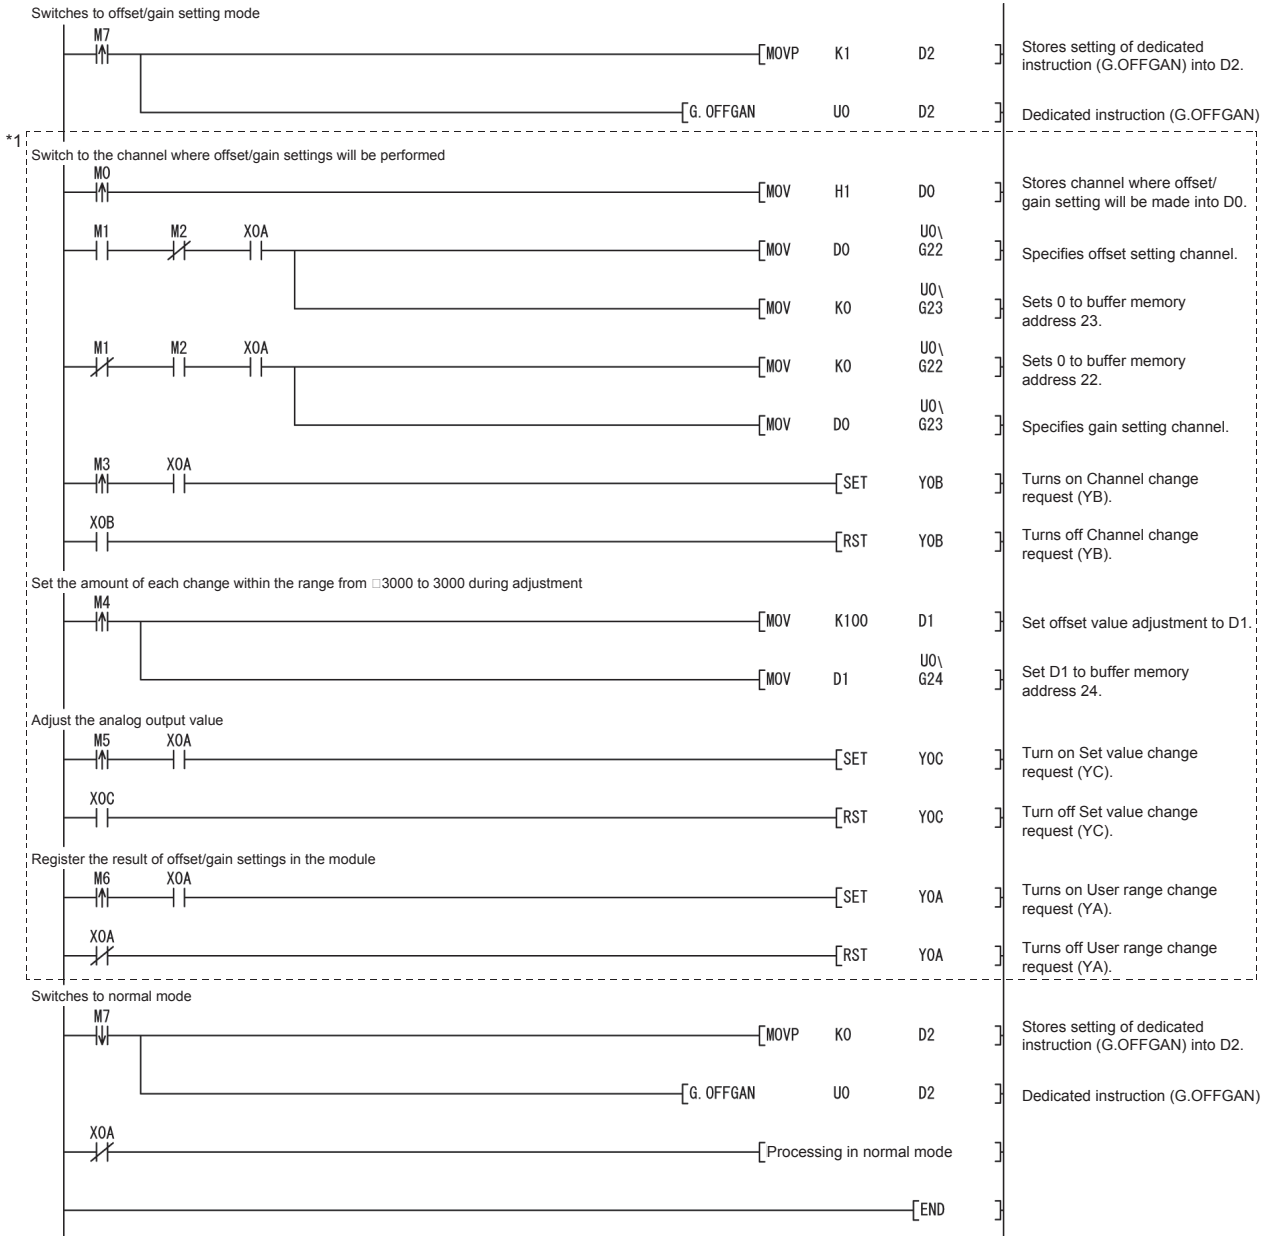 Switches to offset/gain setting mode
M7
MOVP K1 D2
Stores setting of dedicated
instruction (G.OFFGAN) into D2.
G.OFFGAN U0 D2
Dedicated instruction (G.OFFGAN)
*1
Switch to the channel where offset/gain settings will be performed
M0
MOV H1 D0
Stores channel where offset/
gain setting will be made into D0.
M1 M2 X0A
MOV D0 U0\
G22
Specifies offset setting channel.
MOV K0 U0\
G23
Sets 0 to buffer memory
address 23.
M1 M2 X0A
MOV K0 U0\
G22
Sets 0 to buffer memory
address 22.
MOV D0 U0\
G23
Specifies gain setting channel.
M3 X0A
SET Y0B
Turns on Channel change
request (YB).
X0B
RST Y0B
Turns off Channel change
request (YB).
Set the amount of each change within the range from □3000 to 3000 during adjustment
M4
MOV K100 D1
Set offset value adjustment to D1.
MOV D1 U0\
G24
Set D1 to buffer memory
address 24.
Adjust the analog output value
M5 X0A
SET Y0C
Turn on Set value change
request (YC).
X0C
RST Y0C
Turn off Set value change
request (YC).
Register the result of offset/gain settings in the module
M6 X0A
SET Y0A
Turns on User range change
request (YA).
X0A
RST Y0A
Turns off User range change
request (YA).
Switches to normal mode
M7
MOVP K0 D2
Stores setting of dedicated
instruction (G.OFFGAN) into D2.
G.OFFGAN U0 D2
Dedicated instruction (G.OFFGAN)
X0A
Processing in normal mode
END